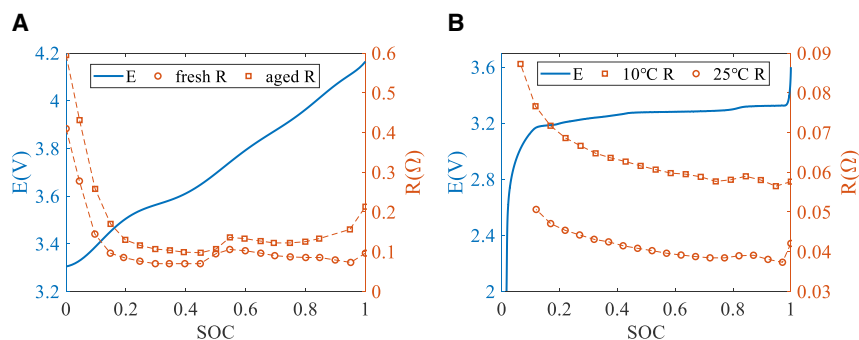 A
B
E fresh R aged R
E(V)
4.2
4
3.8
3.6
3.4
3.2
0 0.2 0.4 0.6 0.8 1
SOC
0.6
0.5
0.4
0.3
0.2
0.1
0
R(Ω)
E 10°C R 25°C R
E(V)
3.6
3.2
2.8
2.4
2
0 0.2 0.4 0.6 0.8 1
SOC
0.09
0.08
0.07
0.06
0.05
0.04
0.03
R(Ω)